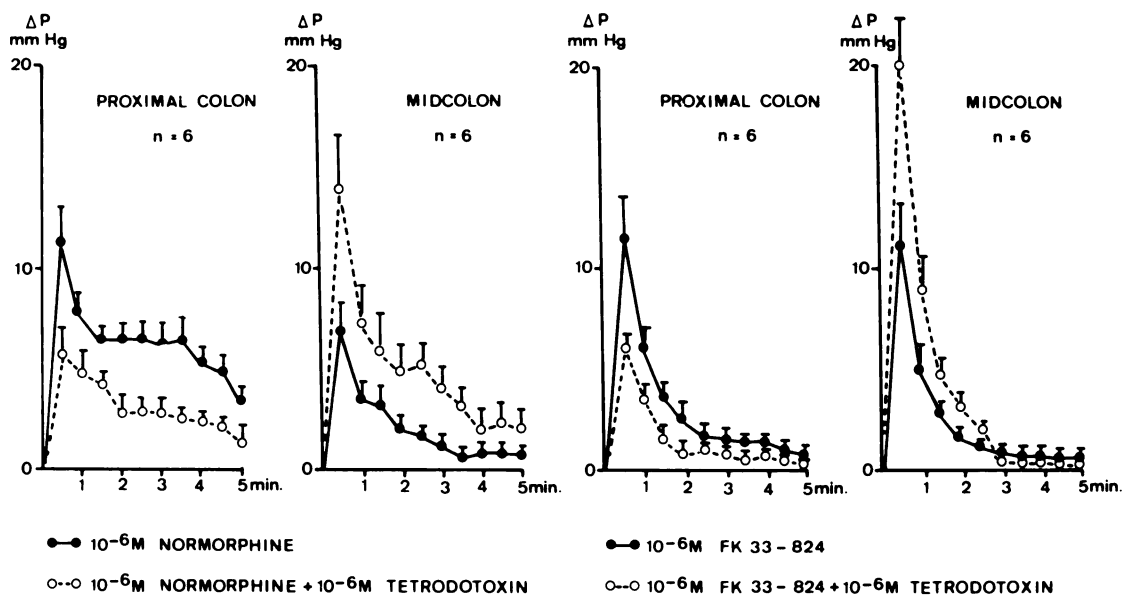 Δ P
mm Hg
20
10
0
PROXIMAL COLON
n = 6
1 2 3 4 5 min.
Δ P
mm Hg
20
10
0
MIDCOLON
n = 6
1 2 3 4 5 min.
Δ P
mm Hg
20
10
0
PROXIMAL COLON
n = 6
1 2 3 4 5 min.
Δ P
mm Hg
20
10
0
MIDCOLON
n = 6
1 2 3 4 5 min.
10⁻⁶M NORMORPHINE
10⁻⁶M NORMORPHINE + 10⁻⁶M TETRODOTOXIN
10⁻⁶M FK 33-824
10⁻⁶M FK 33-824 + 10⁻⁶M TETRODOTOXIN